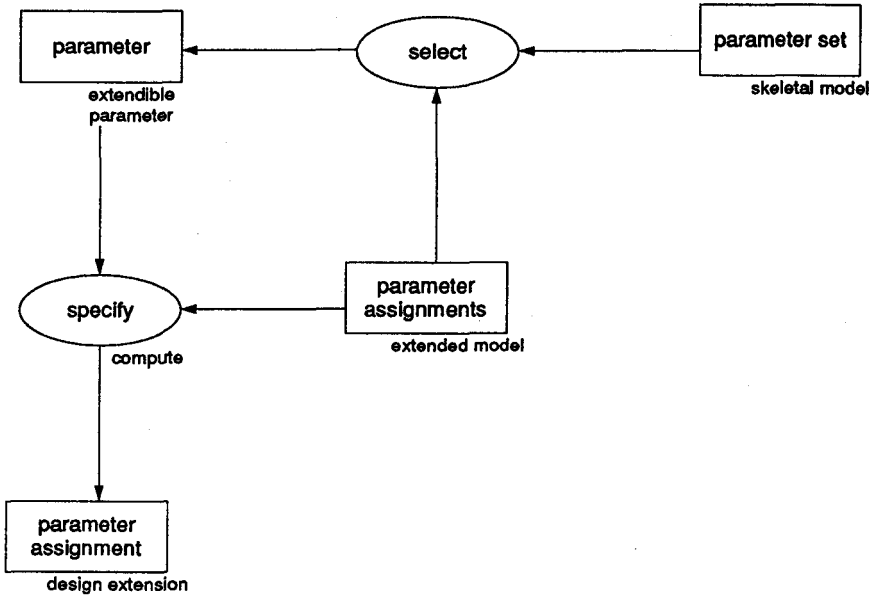 parameter
extendible
parameter
select
parameter set
skeletal model
specify
compute
parameter
assignments
extended model
parameter
assignment
design extension